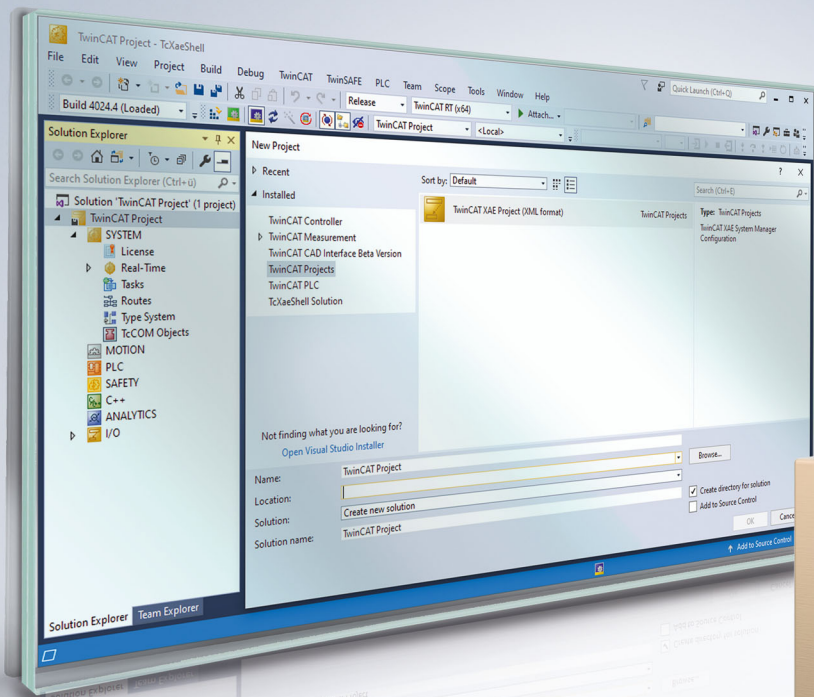 TwinCAT Project - TcXaeShell
Quick Launch (Ctrl+Q)
File Edit View Project Build Debug TwinCAT TwinSAFE PLC Team Scope Tools Window Help
Release TwinCAT RT (x64) Attach...
Build 4024.4 (Loaded) TwinCAT Project <Local>
Solution Explorer
Search Solution Explorer (Ctrl+ü)
Solution 'TwinCAT Project' (1 project)
TwinCAT Project
SYSTEM
License
Real-Time
Tasks
Routes
Type System
TcCOM Objects
MOTION
PLC
SAFETY
C++
ANALYTICS
I/O
Solution Explorer Team Explorer
New Project
? X
Recent
Installed
TwinCAT Controller
TwinCAT Measurement
TwinCAT CAD Interface Beta Version
TwinCAT Projects
TwinCAT PLC
TcXaeShell Solution
Not finding what you are looking for?
Open Visual Studio Installer
Sort by: Default
Search (Ctrl+E)
TwinCAT XAE Project (XML format) TwinCAT Projects
Type: TwinCAT Projects
TwinCAT XAE System Manager
Configuration
Name: TwinCAT Project
Location: Browse...
Solution: Create new solution
Solution name: TwinCAT Project
Create directory for solution
Add to Source Control
OK Cance
Add to Source Control